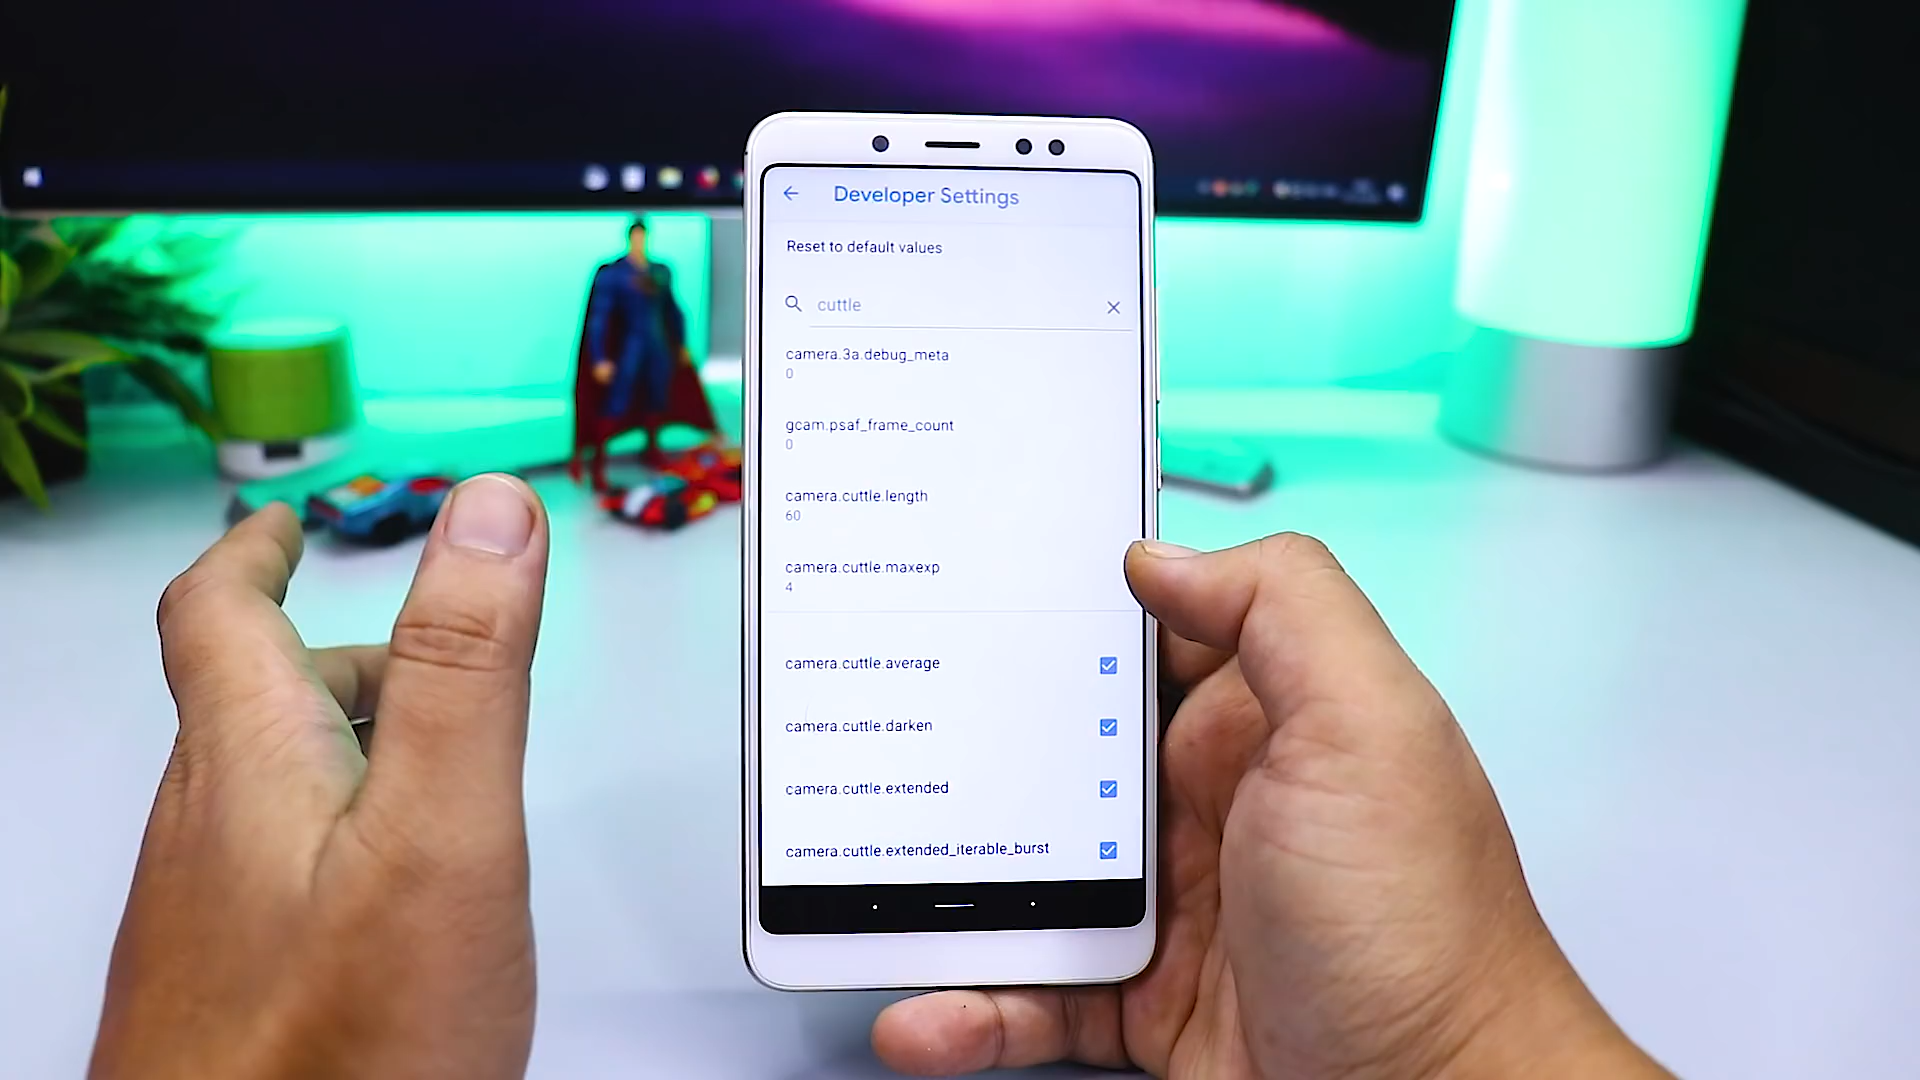 Developer Settings
Reset to default values
cuttle
camera.3a.debug_meta
0
gcam.psaf_frame_count
0
camera.cuttle.length
60
camera.cuttle.maxexp
4
camera.cuttle.average
camera.cuttle.darken
camera.cuttle.extended
camera.cuttle.extended_iterable_burst